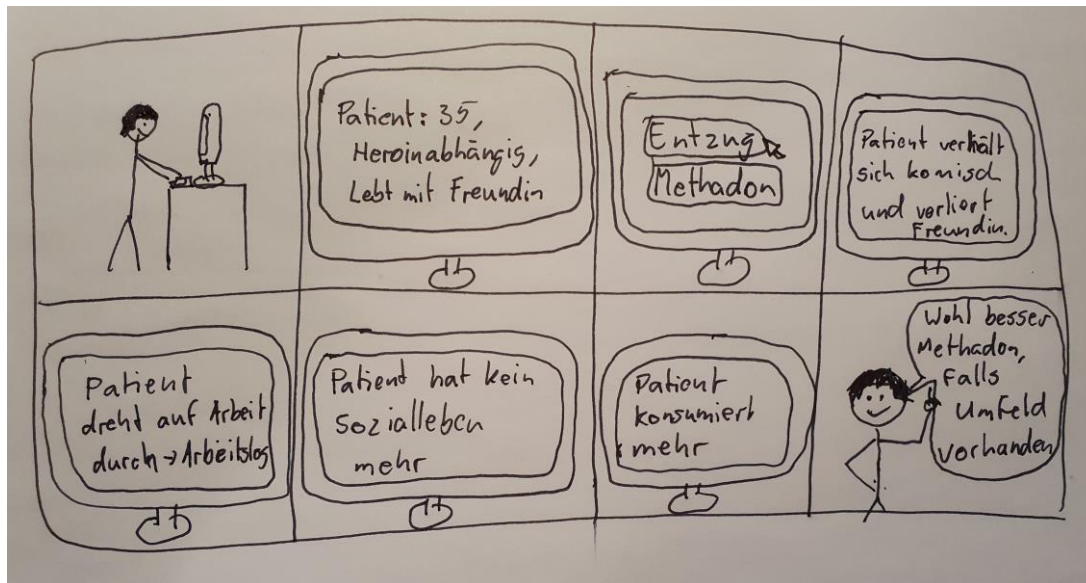 Patient: 35,
Heroinabhängig,
Lebt mit Freundin
Entzug
Methadon
Patient verhält
sich komisch
und verliert
Freundin.
Patient
dreht auf Arbeit
durch → Arbeitslos
Patient hat kein
Sozialleben
mehr
Patient
konsumiert
mehr
Wohl besser
Methadon,
Falls
Umfeld
vorhanden